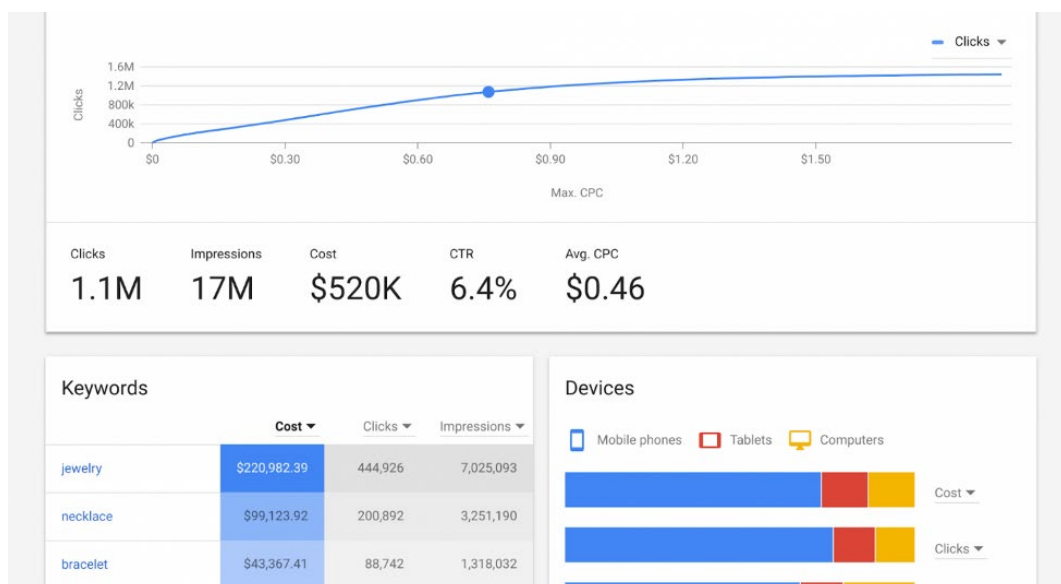 Clicks
1.6M
1.2M
800k
400k
0
Clicks
$0 $0.30 $0.60 $0.90 $1.20 $1.50
Max. CPC
Clicks Impressions Cost CTR Avg. CPC
1.1M 17M $520K 6.4% $0.46
Keywords
Cost Clicks Impressions
jewelry $220,982.39 444,926 7,025,093
necklace $99,123.92 200,892 3,251,190
bracelet $43,367.41 88,742 1,318,032
Devices
Mobile phones Tablets Computers
Cost
Clicks